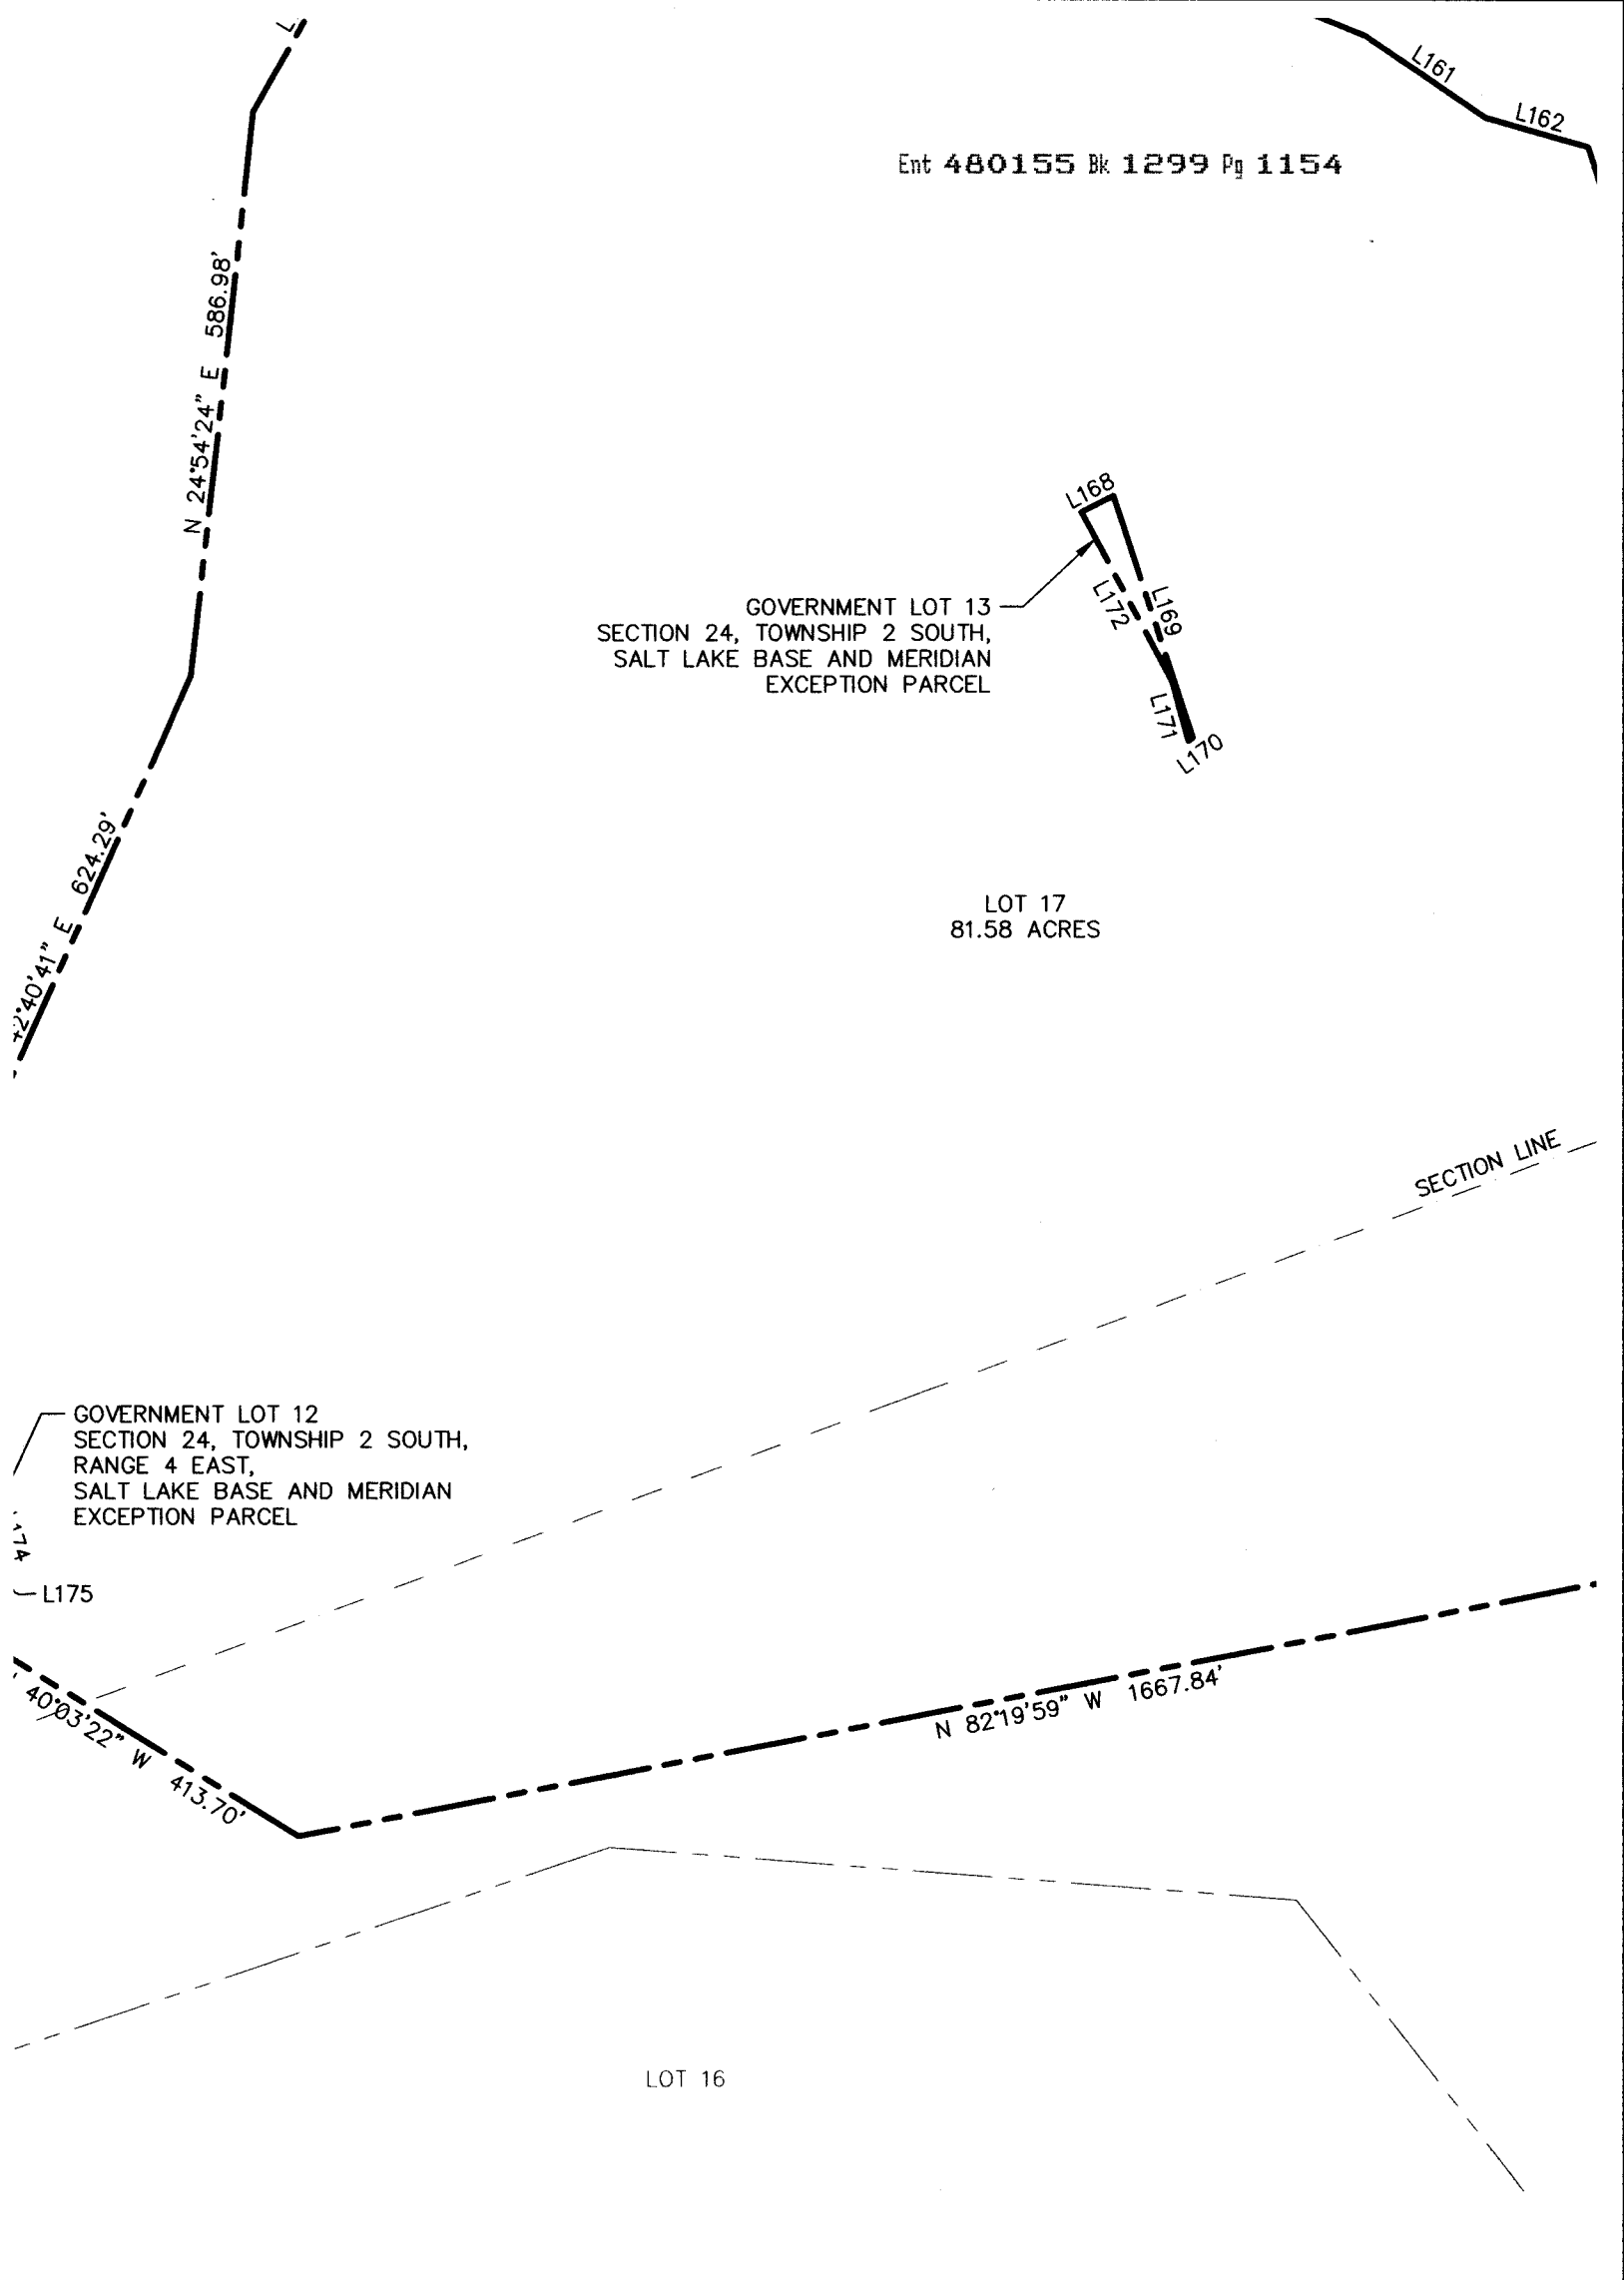 L161
L162
Ent 480155 Bk 1299 Pg 1154
N 24°54'24" E 586.98'
L168
GOVERNMENT LOT 13
SECTION 24, TOWNSHIP 2 SOUTH,
SALT LAKE BASE AND MERIDIAN
EXCEPTION PARCEL
L172
L169
L171
L170
42°40'41" E 624.29'
LOT 17
81.58 ACRES
SECTION LINE
GOVERNMENT LOT 12
SECTION 24, TOWNSHIP 2 SOUTH,
RANGE 4 EAST,
SALT LAKE BASE AND MERIDIAN
EXCEPTION PARCEL
L175
40°03'22" W 413.70'
N 82°19'59" W 1667.84'
LOT 16